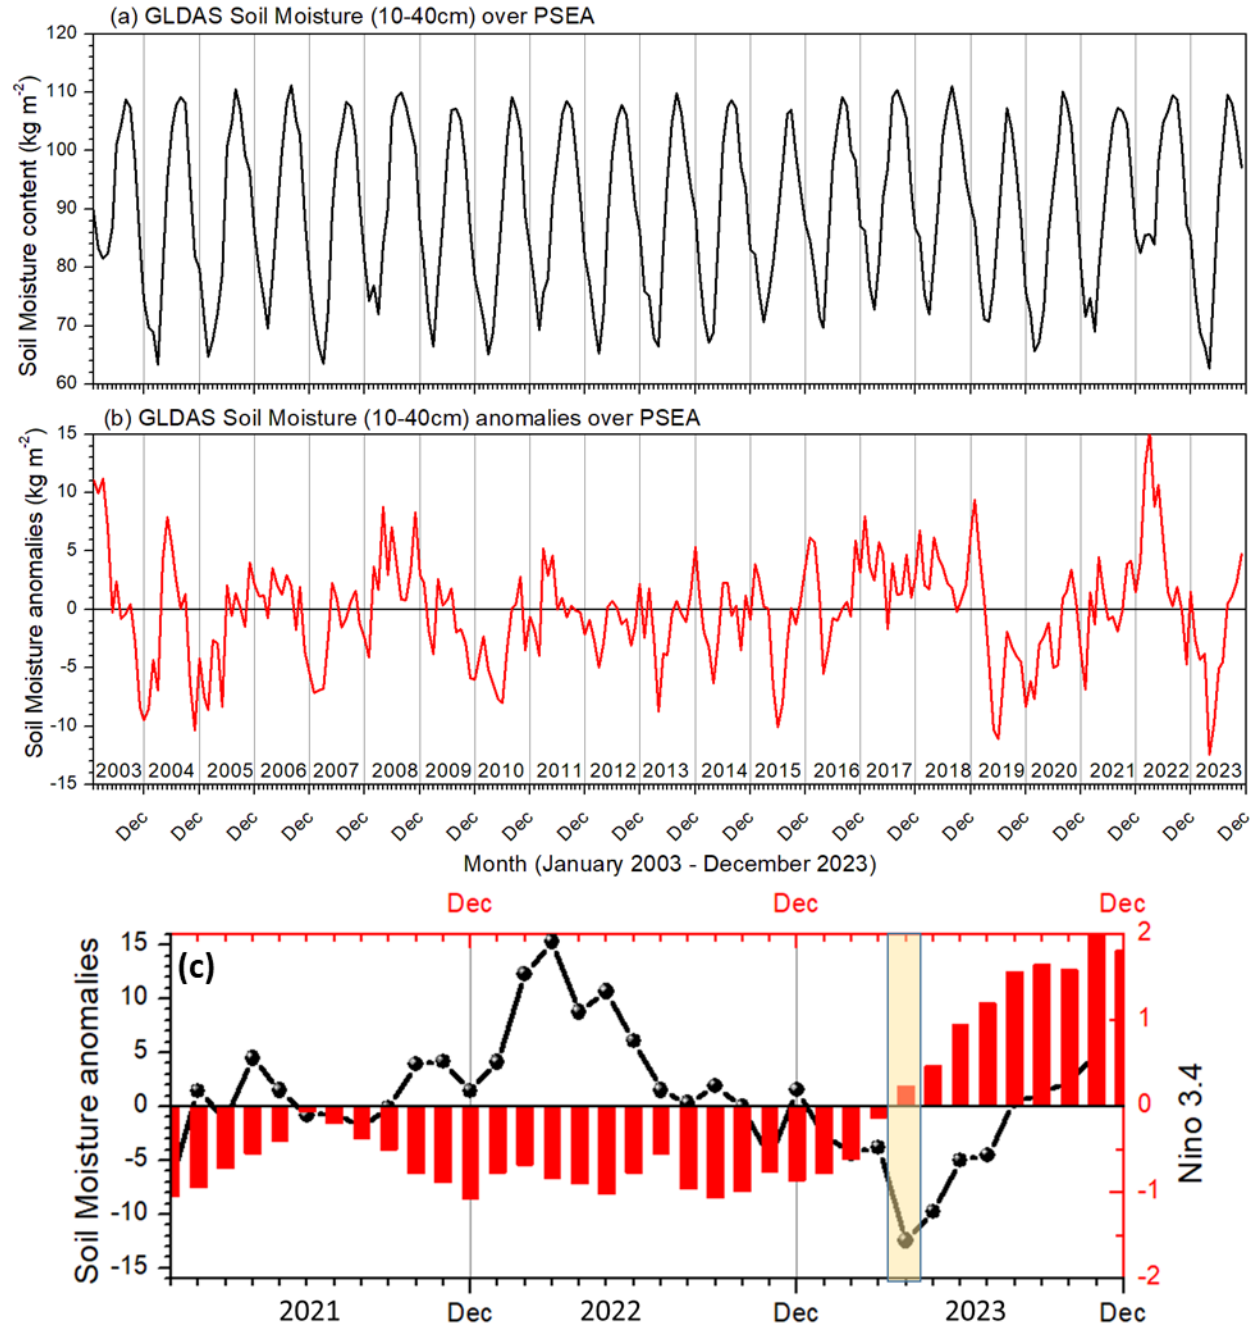 (a) GLDAS Soil Moisture (10-40cm) over PSEA
Soil Moisture content (kg m⁻²)
120
110
100
90
80
70
60
(b) GLDAS Soil Moisture (10-40cm) anomalies over PSEA
Soil Moisture anomalies (kg m⁻²)
15
10
5
0
-5
-10
-15
2003 2004 2005 2006 2007 2008 2009 2010 2011 2012 2013 2014 2015 2016 2017 2018 2019 2020 2021 2022 2023
Dec Dec Dec Dec Dec Dec Dec Dec Dec Dec Dec Dec Dec Dec Dec Dec Dec Dec Dec Dec Dec
Month (January 2003 - December 2023)
Dec Dec Dec
(c)
Soil Moisture anomalies
15
10
5
0
-5
-10
-15
2
1
0
-1
-2
Nino 3.4
2021 Dec 2022 Dec 2023 Dec